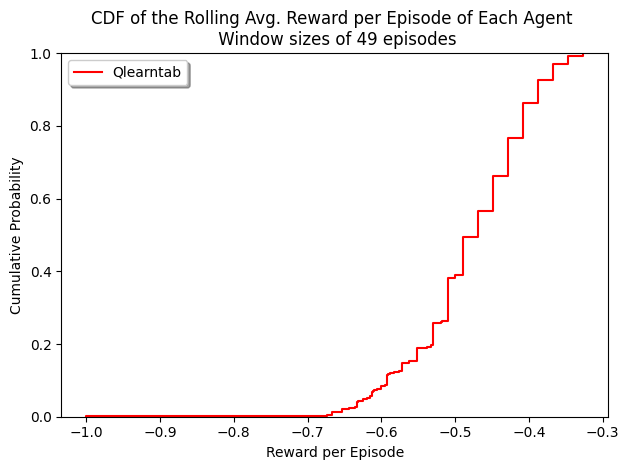 CDF of the Rolling Avg. Reward per Episode of Each Agent
Window sizes of 49 episodes
Qlearntab
1.0
0.8
0.6
0.4
0.2
0.0
Cumulative Probability
−1.0 −0.9 −0.8 −0.7 −0.6 −0.5 −0.4 −0.3
Reward per Episode